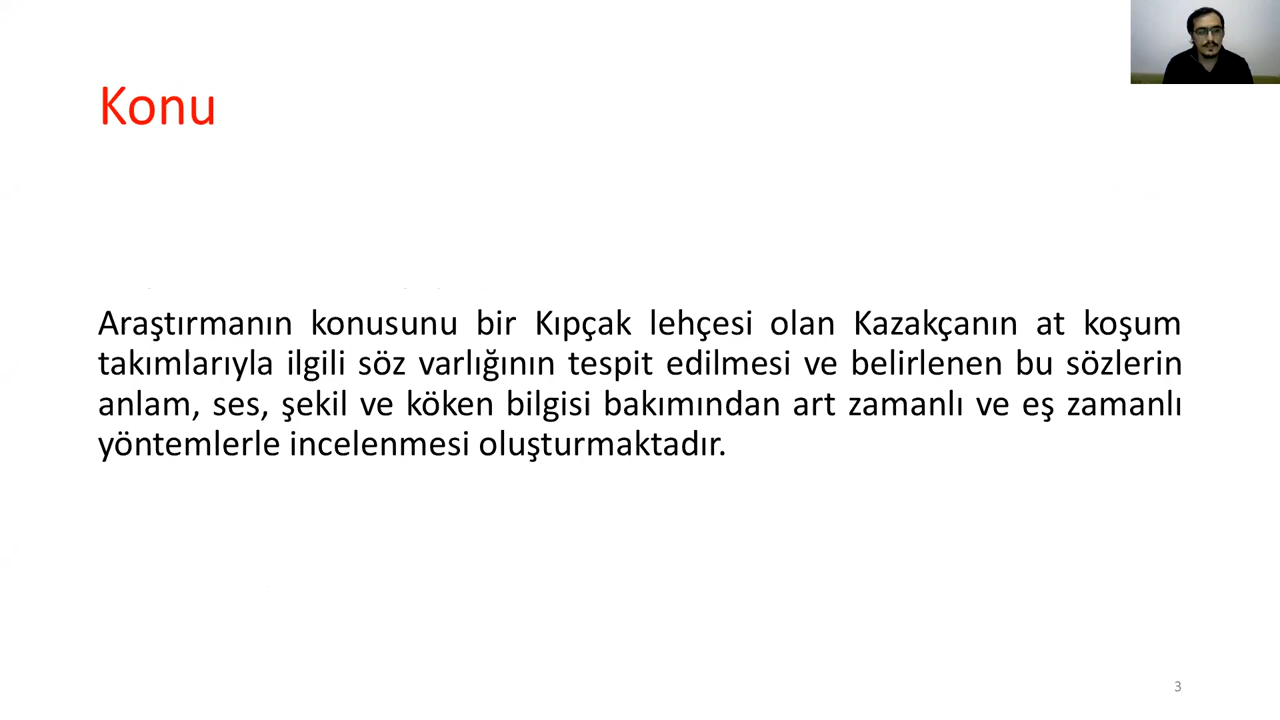 Konu
Araştırmanın konusunu bir Kıpçak lehçesi olan Kazakçanın at koşum
takımlarıyla ilgili söz varlığının tespit edilmesi ve belirlenen bu sözlerin
anlam, ses, şekil ve köken bilgisi bakımından art zamanlı ve eş zamanlı
yöntemlerle incelenmesi oluşturmaktadır.
3